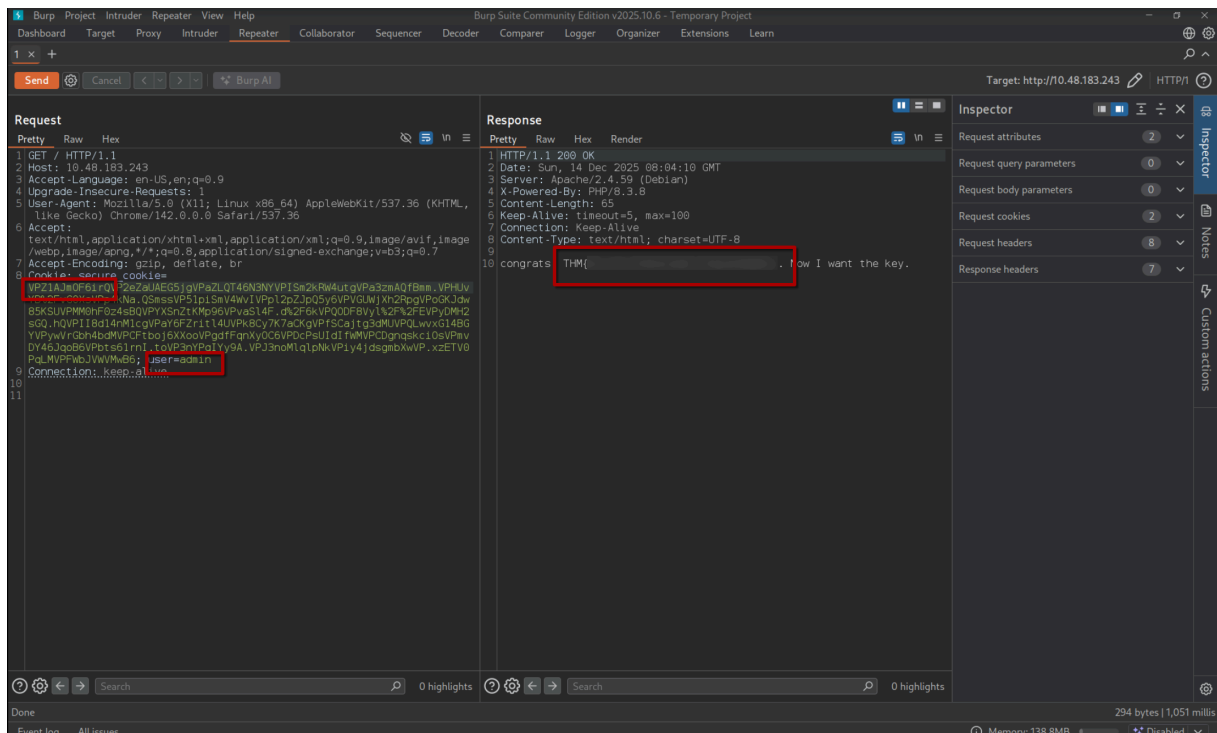 Burp Project Intruder Repeater View Help Burp Suite Community Edition v2025.10.6 - Temporary Project
Dashboard Target Proxy Intruder Repeater Collaborator Sequencer Decoder Comparer Logger Organizer Extensions Learn
1 × +
Send Cancel < > Burp AI Target: http://10.48.183.243 HTTP/1
Request
Pretty Raw Hex \n
1 GET / HTTP/1.1
2 Host: 10.48.183.243
3 Accept-Language: en-US,en;q=0.9
4 Upgrade-Insecure-Requests: 1
5 User-Agent: Mozilla/5.0 (X11; Linux x86_64) AppleWebKit/537.36 (KHTML,
like Gecko) Chrome/142.0.0.0 Safari/537.36
6 Accept:
text/html,application/xhtml+xml,application/xml;q=0.9,image/avif,image
/webp,image/apng,*/*;q=0.8,application/signed-exchange;v=b3;q=0.7
7 Accept-Encoding: gzip, deflate, br
8 Cookie: secure_cookie=
PqLMVPFWbJVWVMwB6; user=admin
9 Connection: keep-alive
10
11
Response
Pretty Raw Hex Render \n
1 HTTP/1.1 200 OK
2 Date: Sun, 14 Dec 2025 08:04:10 GMT
3 Server: Apache/2.4.59 (Debian)
4 X-Powered-By: PHP/8.3.8
5 Content-Length: 65
6 Keep-Alive: timeout=5, max=100
7 Connection: Keep-Alive
8 Content-Type: text/html; charset=UTF-8
9
10 congrats THM{ . Now I want the key.
Inspector
Request attributes 2
Request query parameters 0
Request body parameters 0
Request cookies 2
Request headers 8
Response headers 7
Inspector
Notes
Custom actions
Search 0 highlights
Search 0 highlights
Done 294 bytes | 1,051 millis
Event log All issues Memory: 138.8MB Disabled